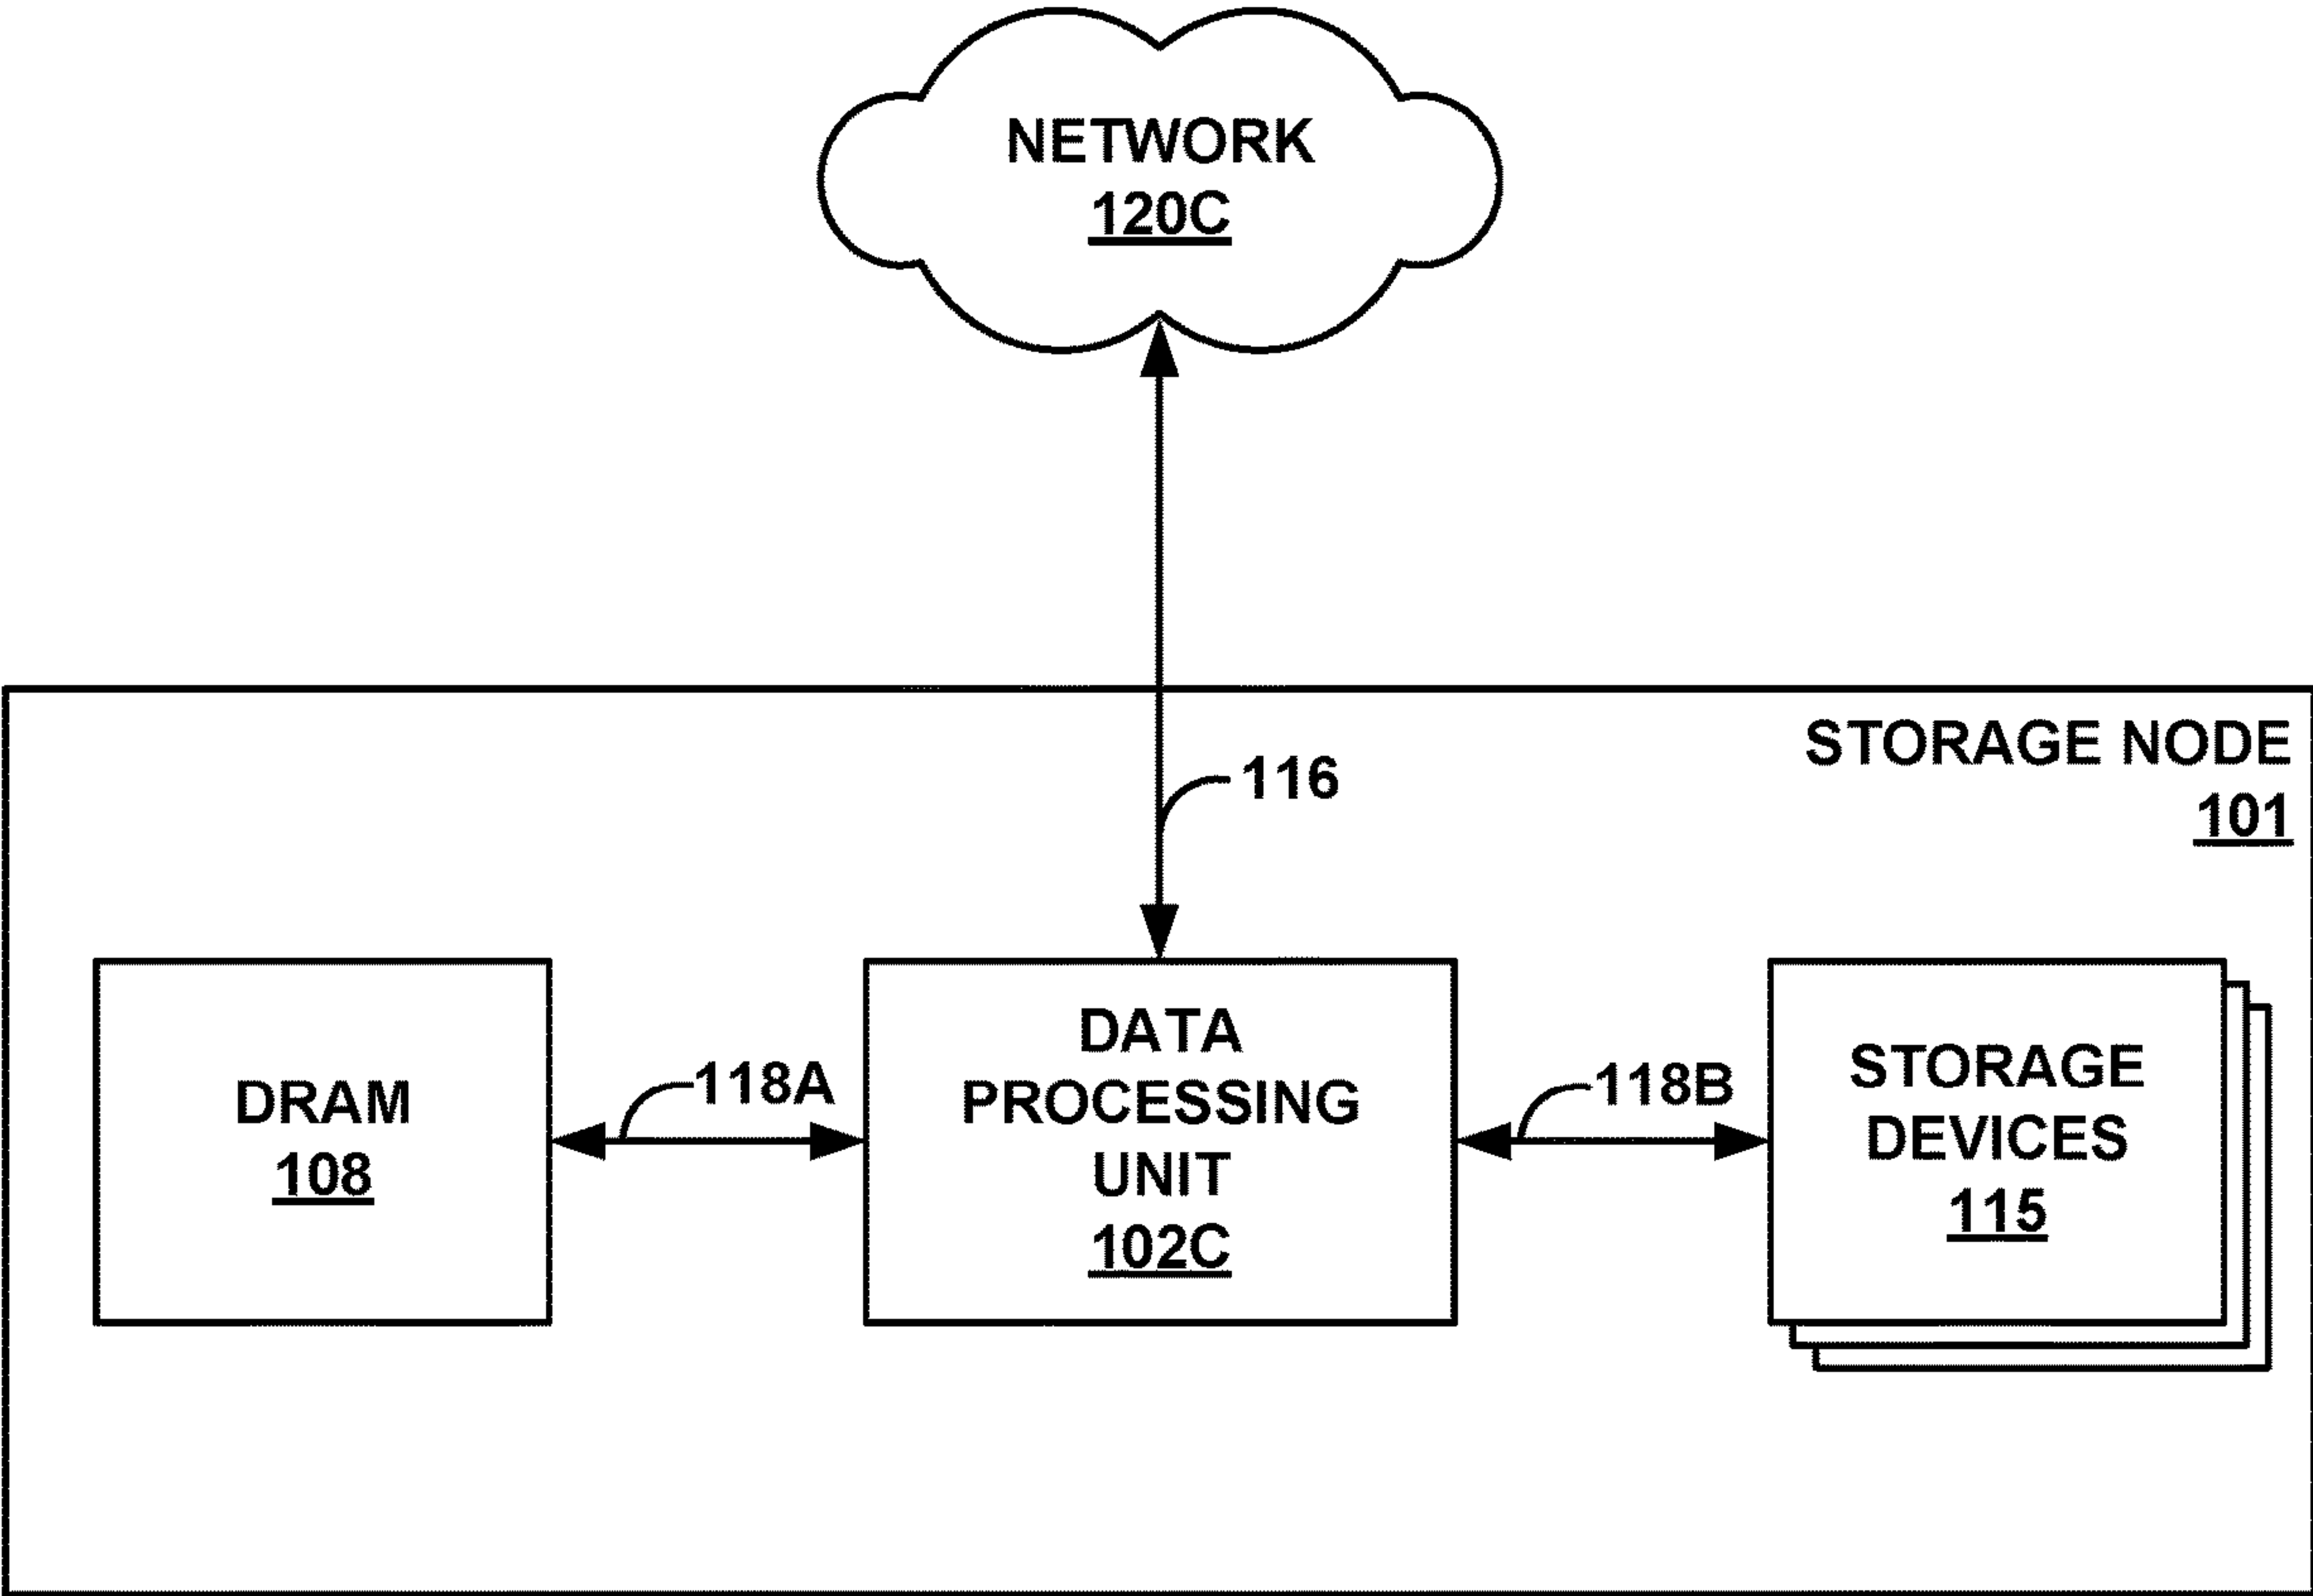 NETWORK
120C
STORAGE NODE
101
116
DRAM
108
118A
DATA
PROCESSING
UNIT
102C
118B
STORAGE
DEVICES
115